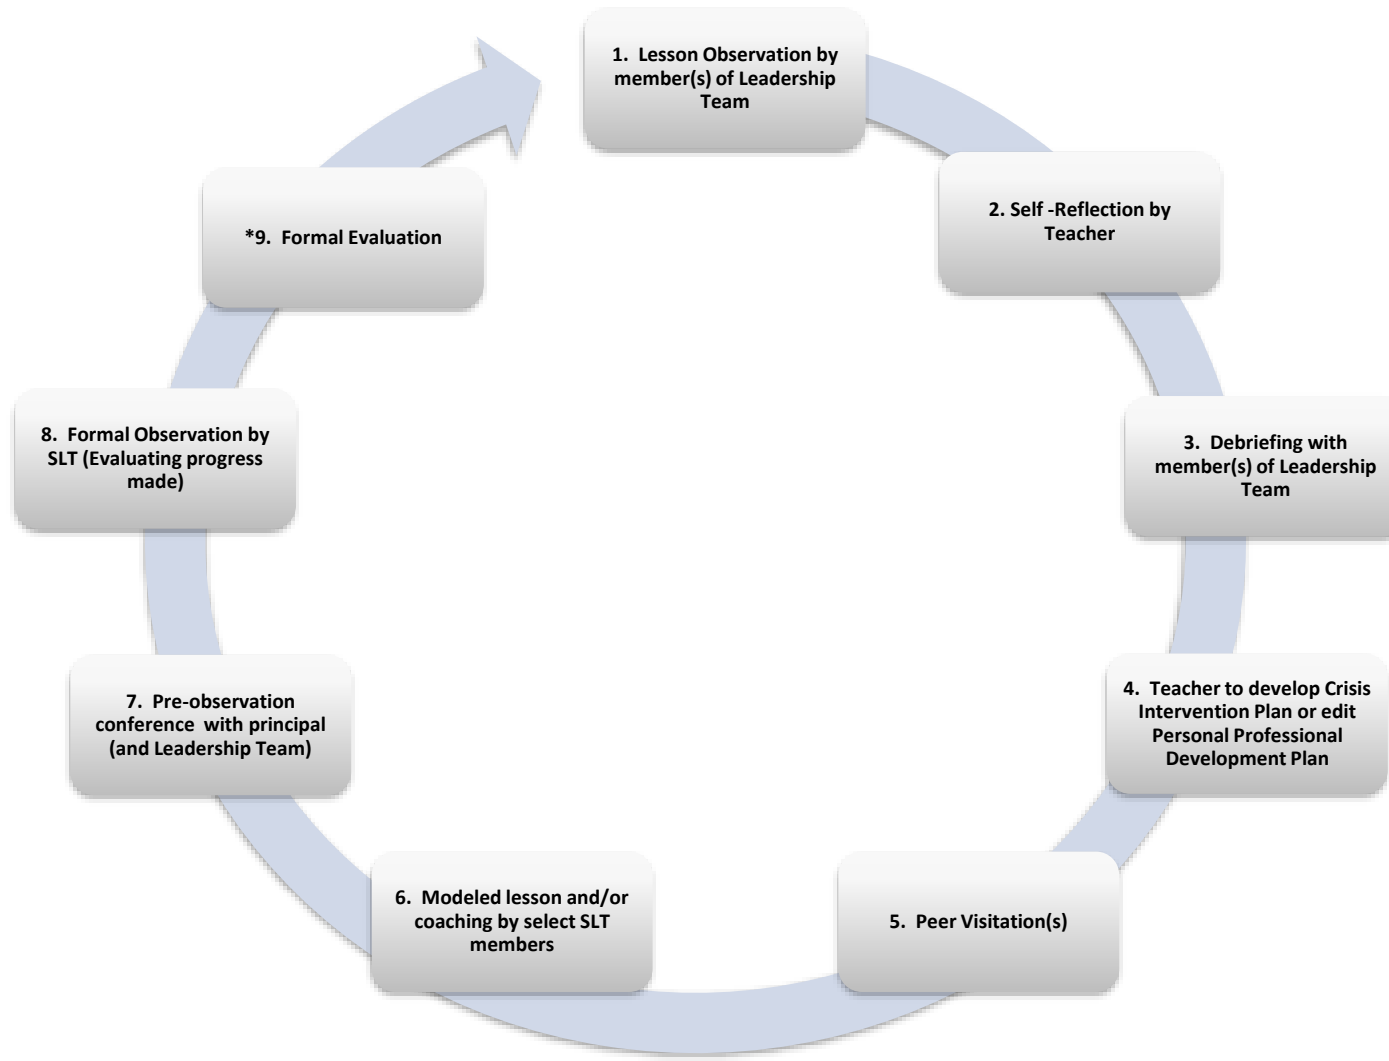 1. Lesson Observation by
member(s) of Leadership
Team
2. Self -Reflection by
Teacher
3. Debriefing with
member(s) of Leadership
Team
4. Teacher to develop Crisis
Intervention Plan or edit
Personal Professional
Development Plan
5. Peer Visitation(s)
6. Modeled lesson and/or
coaching by select SLT
members
7. Pre-observation
conference with principal
(and Leadership Team)
8. Formal Observation by
SLT (Evaluating progress
made)
*9. Formal Evaluation